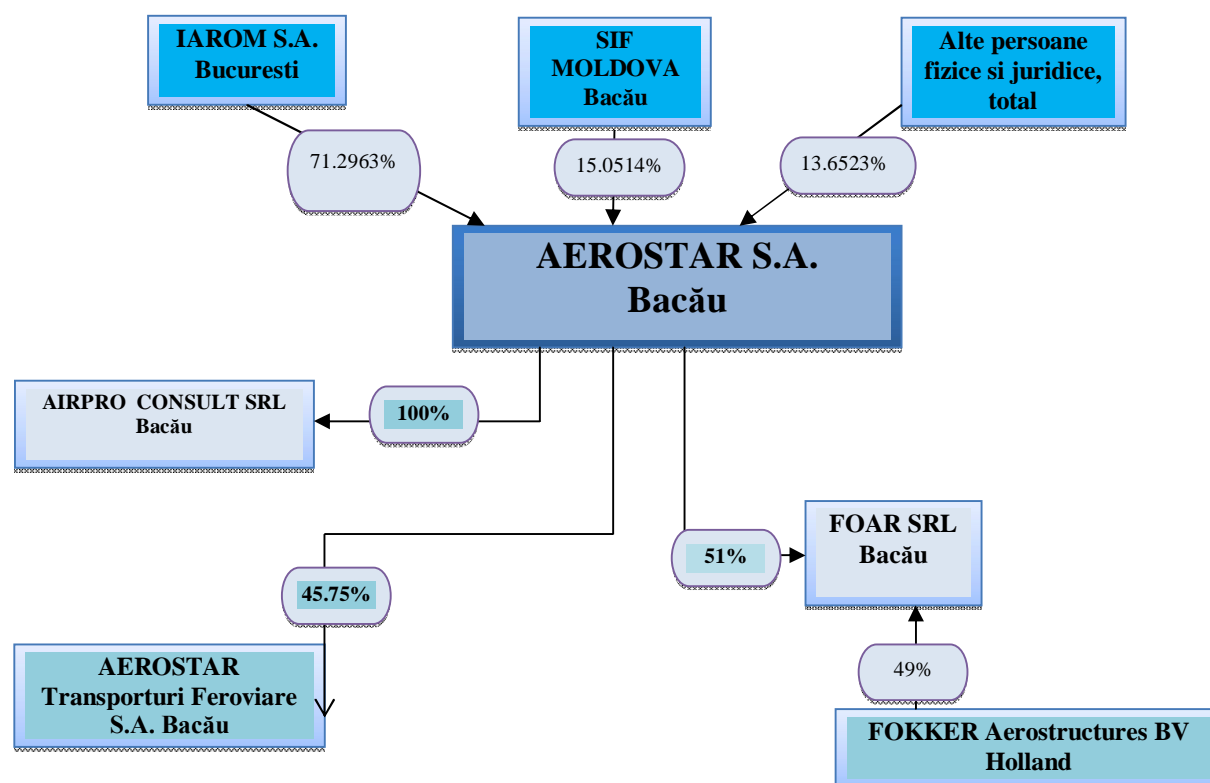 IAROM S.A.
Bucuresti
SIF
MOLDOVA
Bacău
Alte persoane
fizice si juridice,
total
71.2963%
15.0514%
13.6523%
AEROSTAR S.A.
Bacău
AIRPRO CONSULT SRL
Bacău
100%
FOAR SRL
Bacău
51%
45.75%
AEROSTAR
Transporturi Feroviare
S.A. Bacău
49%
FOKKER Aerostructures BV
Holland